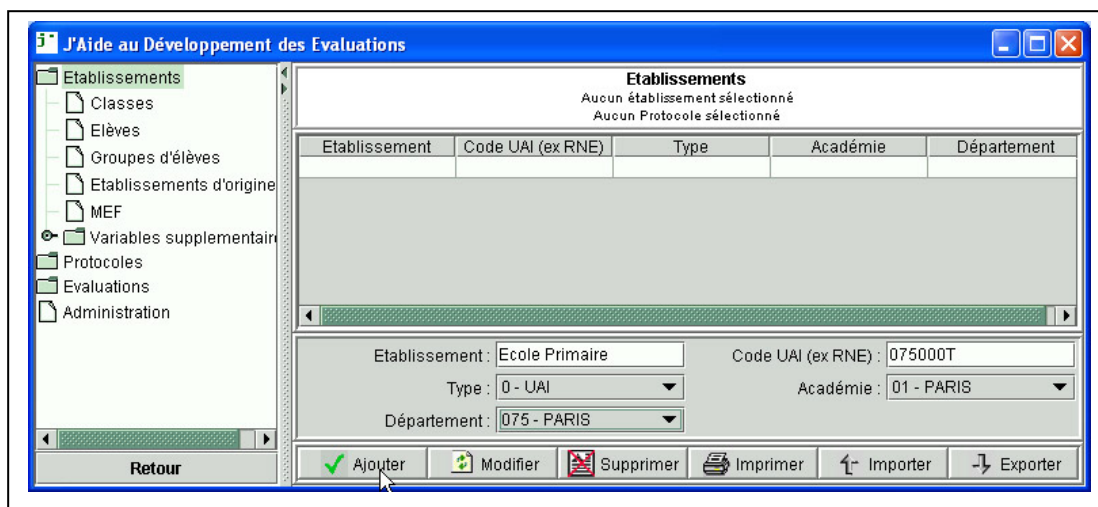 J'Aide au Développement des Evaluations
Etablissements
Classes
Elèves
Groupes d'élèves
Etablissements d'origine
MEF
Variables supplementair
Protocoles
Evaluations
Administration
Retour
Etablissements
Aucun établissement sélectionné
Aucun Protocole sélectionné
Etablissement Code UAI (ex RNE) Type Académie Département
Etablissement : Ecole Primaire Code UAI (ex RNE) : 075000T
Type : 0 - UAI Académie : 01 - PARIS
Département : 075 - PARIS
Ajouter Modifier Supprimer Imprimer Importer Exporter